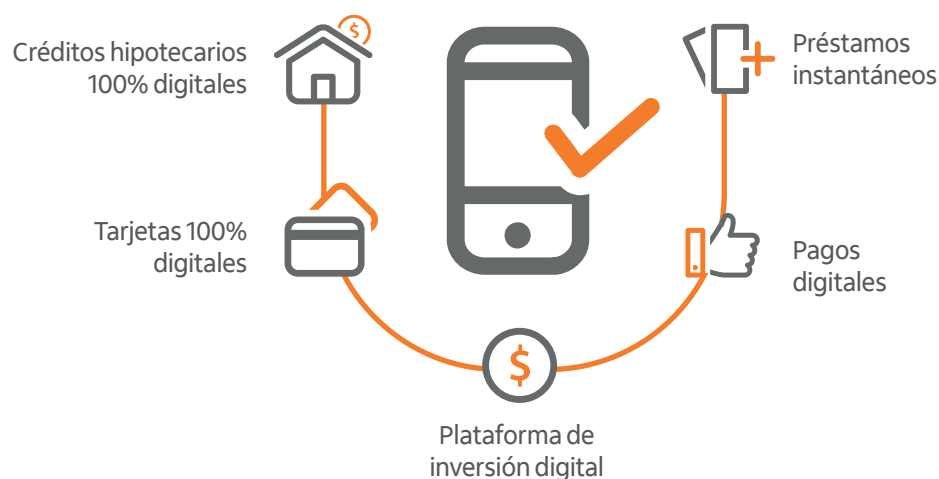 Créditos hipotecarios
100% digitales
$
Préstamos
instantáneos
Tarjetas 100%
digitales
Pagos
digitales
$
Plataforma de
inversión digital